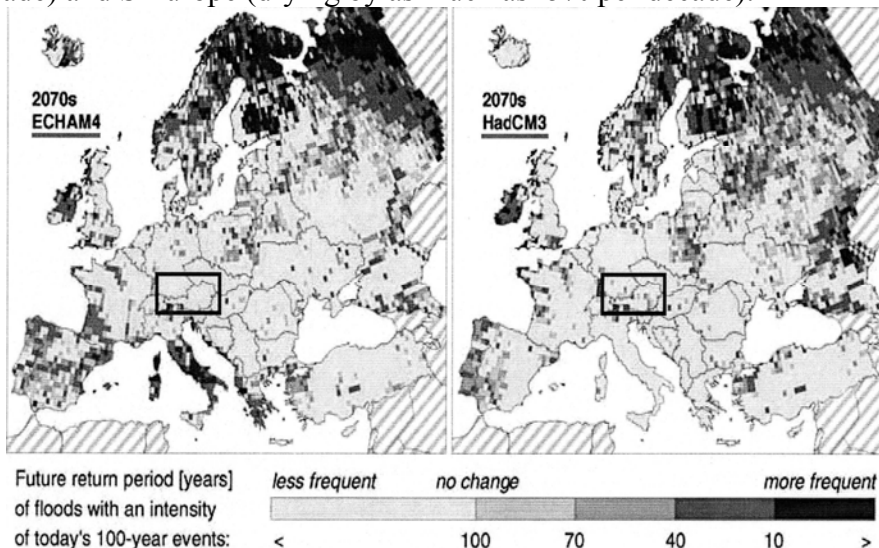 2070s
ECHAM4
2070s
HadCM3
Future return period [years]
of floods with an intensity
of today's 100-year events:
less frequent no change more frequent
< 100 70 40 10 >